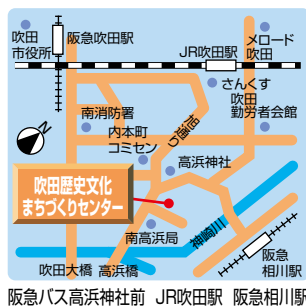 吹田
市役所
阪急吹田駅
メロード
吹田
JR吹田駅
さんくす
吹田
勤労者会館
南消防署
内本町
コミセン
旭通り
高浜神社
N
吹田歴史文化
まちづくりセンター
南高浜局
神崎川
阪急
相川駅
吹田大橋
高浜橋
阪急バス高浜神社前 JR吹田駅 阪急相川駅